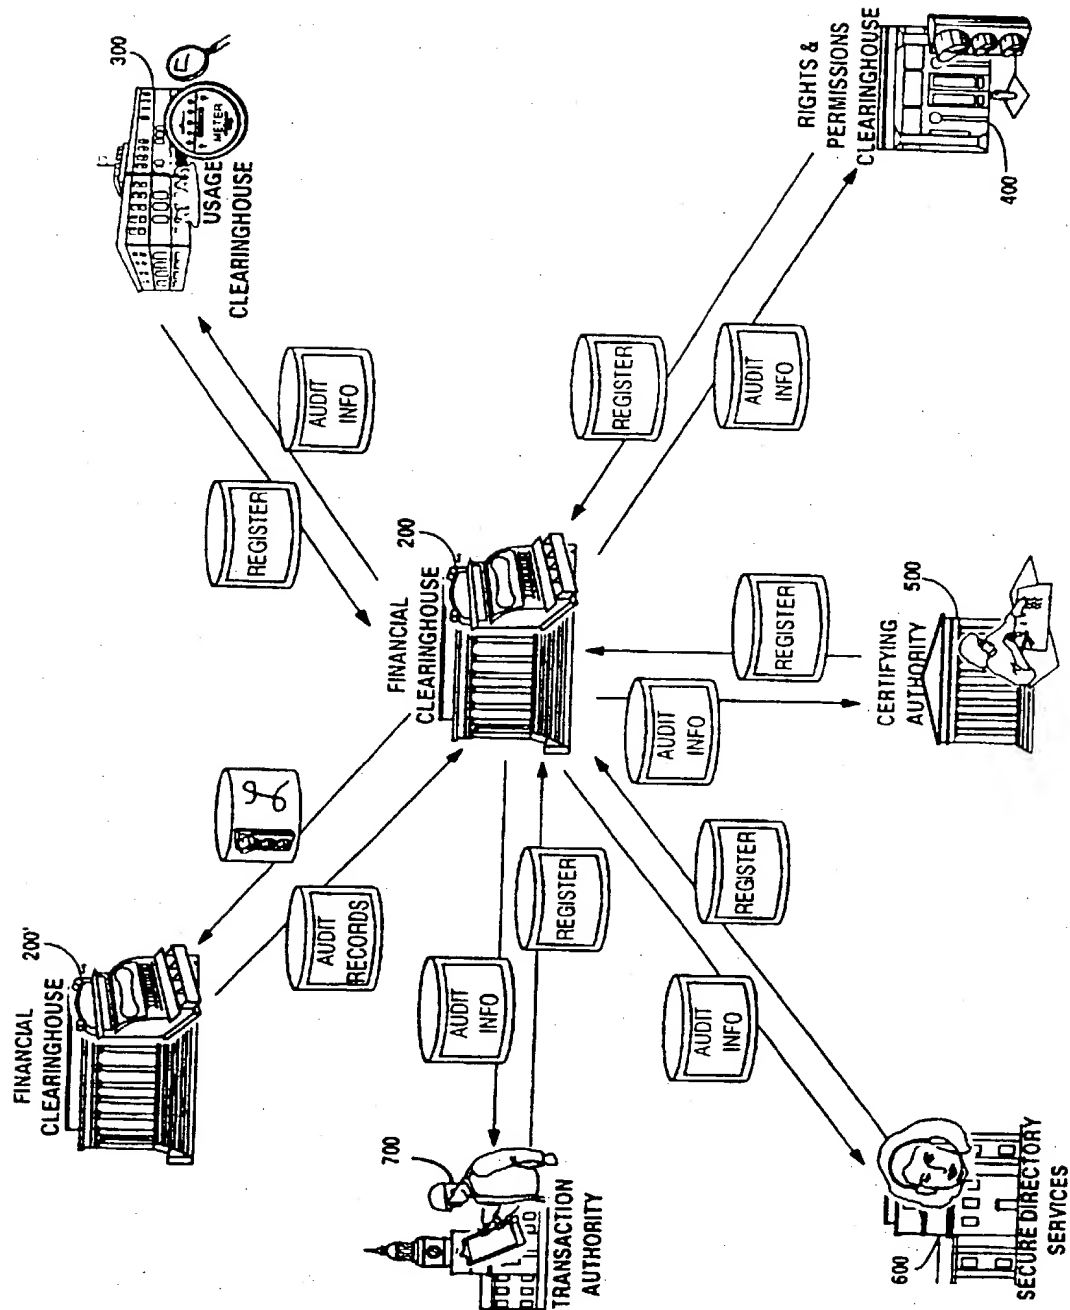 FINANCIAL
CLEARINGHOUSE
200'
300
METER
USAGE
CLEARINGHOUSE
AUDIT
RECORDS
REGISTER
AUDIT
INFO
700
TRANSACTION
AUTHORITY
AUDIT
INFO
REGISTER
FINANCIAL
CLEARINGHOUSE
200
REGISTER
AUDIT
INFO
RIGHTS &
PERMISSIONS
CLEARINGHOUSE
400
AUDIT
INFO
REGISTER
AUDIT
INFO
REGISTER
600
SECURE DIRECTORY
SERVICES
CERTIFYING
AUTHORITY
500